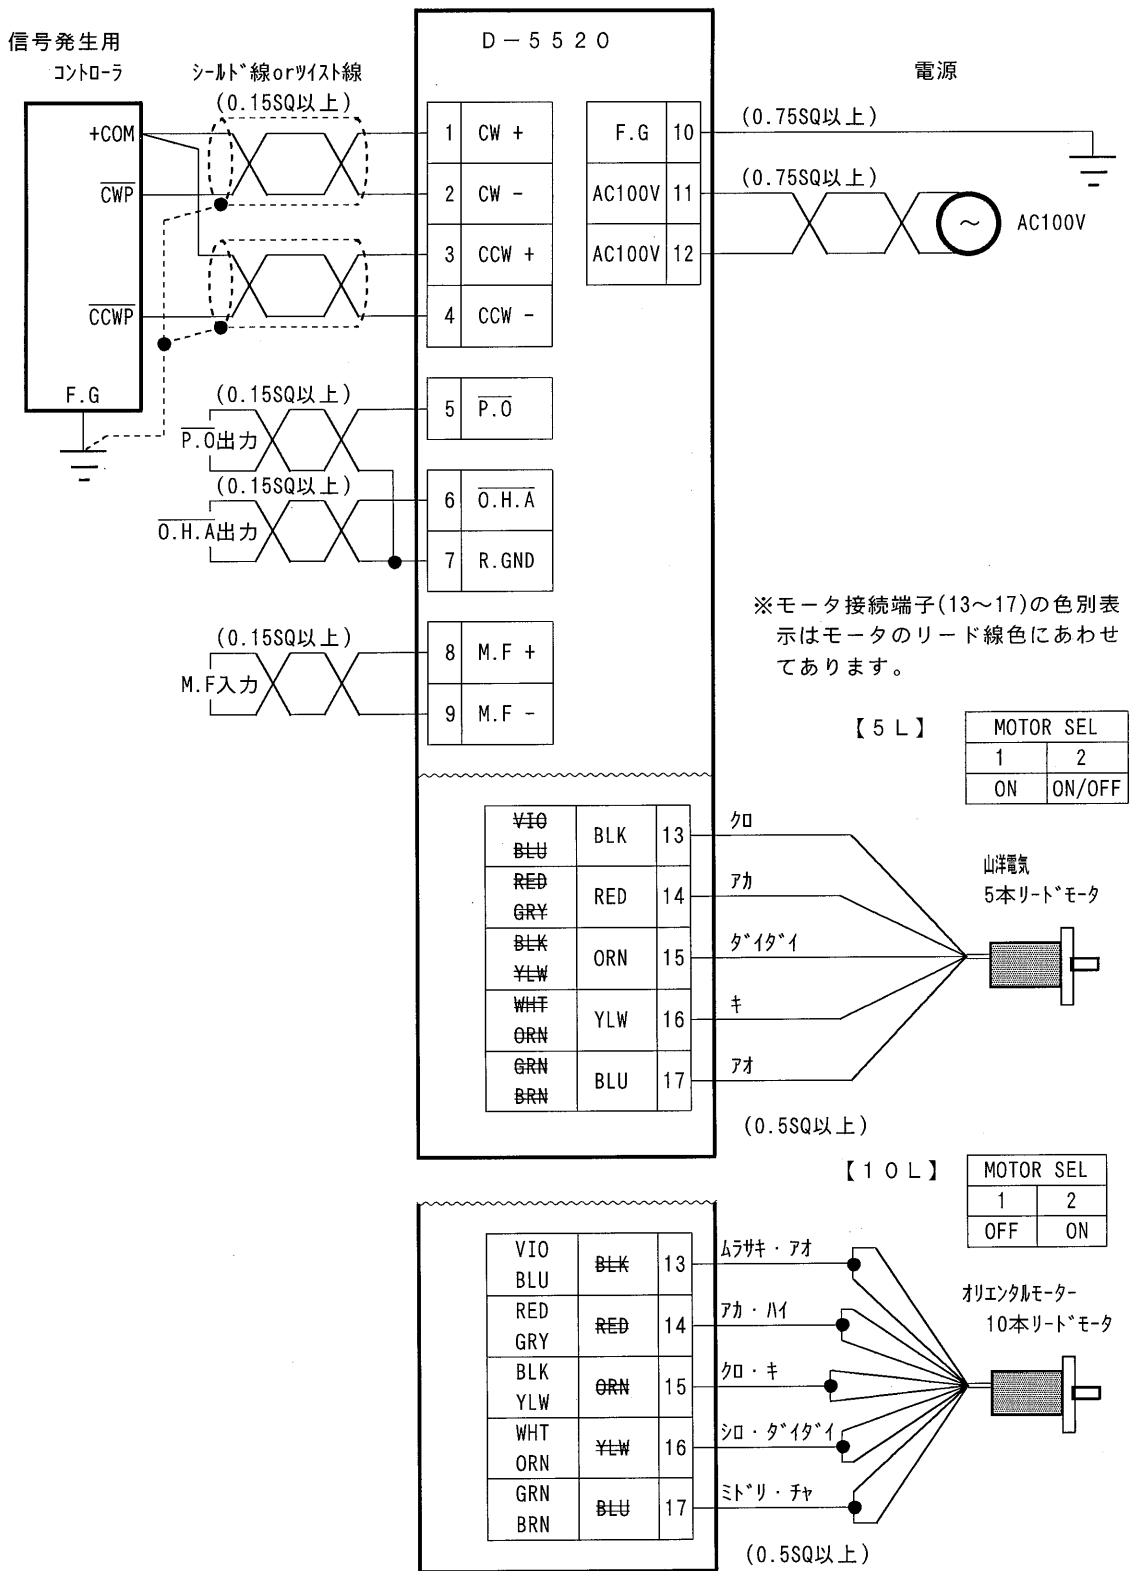 D-5520
信号発生用
コントローラ
シールド線orツイスト線
(0.15SQ以上)
+COM
CWP
CCWP
F.G
1 CW +
2 CW -
3 CCW +
4 CCW -
(0.15SQ以上)
P.O出力
5 P.O
(0.15SQ以上)
O.H.A出力
6 O.H.A
7 R.GND
(0.15SQ以上)
M.F入力
8 M.F +
9 M.F -
電源
F.G 10
(0.75SQ以上)
AC100V 11
(0.75SQ以上)
AC100V 12
AC100V
～
※モータ接続端子(13～17)の色別表
示はモータのリード線色にあわせ
てあります。
【5L】
MOTOR SEL
1 2
ON ON/OFF
VIO
BLU
BLK 13 クロ
RED
GRY
RED 14 アカ
BLK
YLW
ORN 15 ダイダイ
WHT
ORN
YLW 16 キ
GRN
BRN
BLU 17 アオ
(0.5SQ以上)
山洋電気
5本リードモータ
【10L】
MOTOR SEL
1 2
OFF ON
VIO
BLU
BLK 13 ムラサキ・アオ
RED
GRY
RED 14 アカ・ハイ
BLK
YLW
ORN 15 クロ・キ
WHT
ORN
YLW 16 シロ・ダイダイ
GRN
BRN
BLU 17 ミドリ・チャ
(0.5SQ以上)
オリエンタルモーター
10本リードモータ